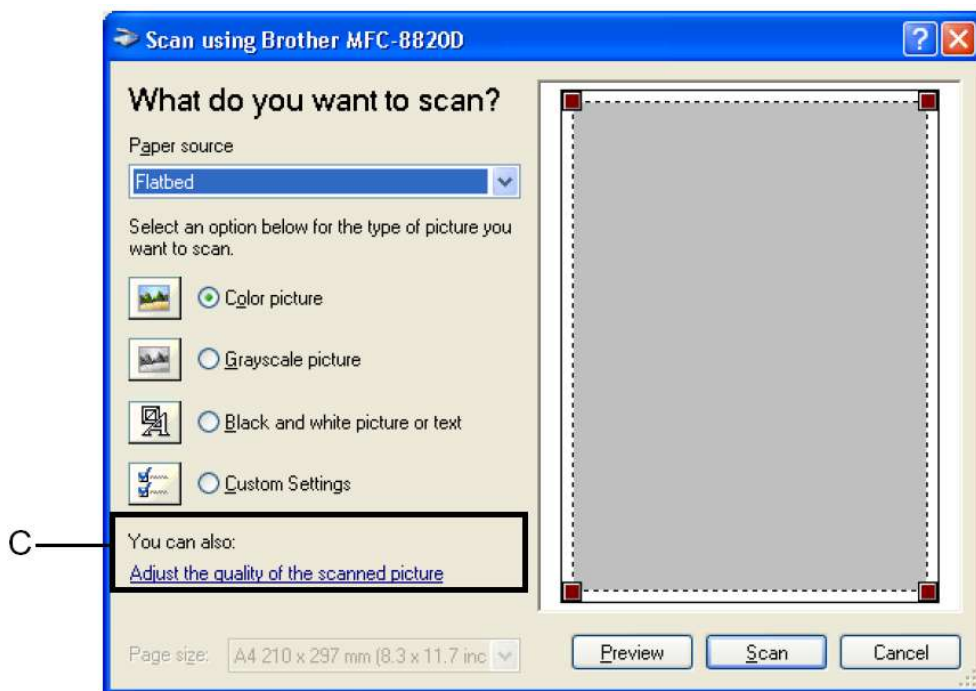 Scan using Brother MFC-8820D
What do you want to scan?
Paper source
Flatbed
Select an option below for the type of picture you
want to scan.
Color picture
Grayscale picture
Black and white picture or text
Custom Settings
C
You can also:
Adjust the quality of the scanned picture
Page size: A4 210 x 297 mm (8.3 x 11.7 inc
Preview Scan Cancel